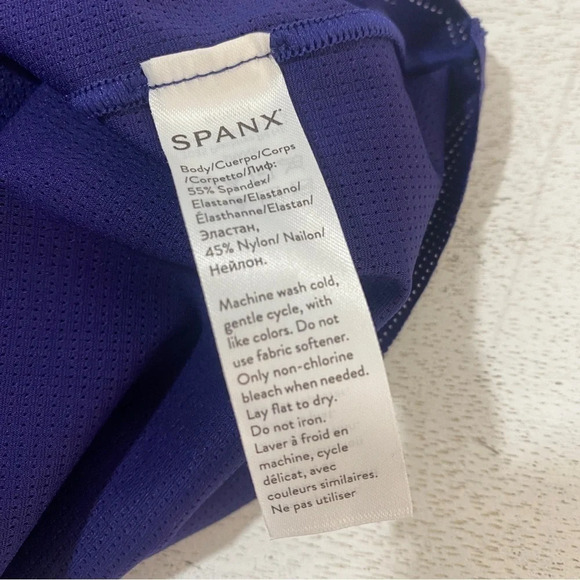 SPANX
Body/Cuerpo/Corps
/Corpetto/Лиф:
55% Spandex/
Elastane/Elastano/
Élasthanne/Elastan/
Эластан,
45% Nylon/ Nailon/
Нейлон.
Machine wash cold,
gentle cycle, with
like colors. Do not
use fabric softener.
Only non-chlorine
bleach when needed.
Lay flat to dry.
Do not iron.
Laver à froid en
machine, cycle
délicat, avec
couleurs similaires.
Ne pas utiliser